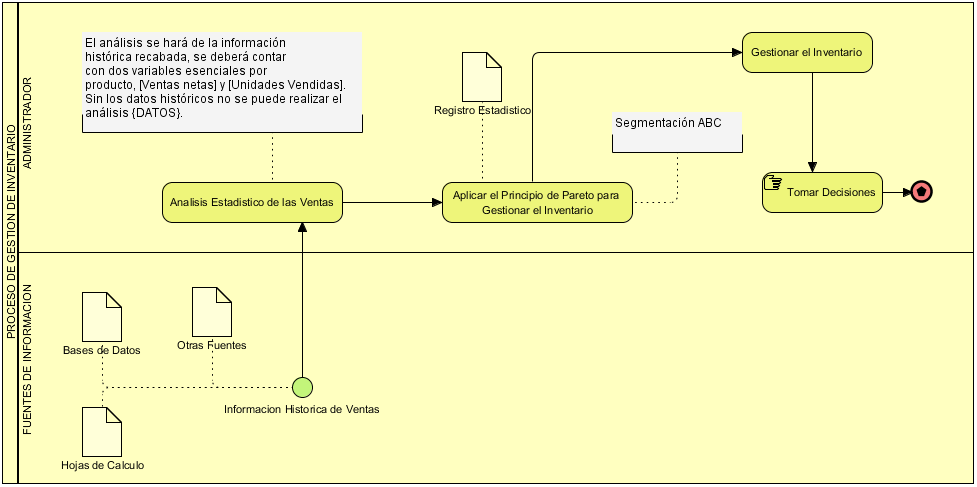 PROCESO DE GESTION DE INVENTARIO
ADMINISTRADOR
El análisis se hará de la información
histórica recabada, se deberá contar
con dos variables esenciales por
producto, [Ventas netas] y [Unidades Vendidas].
Sin los datos históricos no se puede realizar el
análisis {DATOS}.
Registro Estadistico
Segmentación ABC
Gestionar el Inventario
Analisis Estadistico de las Ventas
Aplicar el Principio de Pareto para
Gestionar el Inventario
Tomar Decisiones
FUENTES DE INFORMACION
Bases de Datos
Otras Fuentes
Informacion Historica de Ventas
Hojas de Calculo